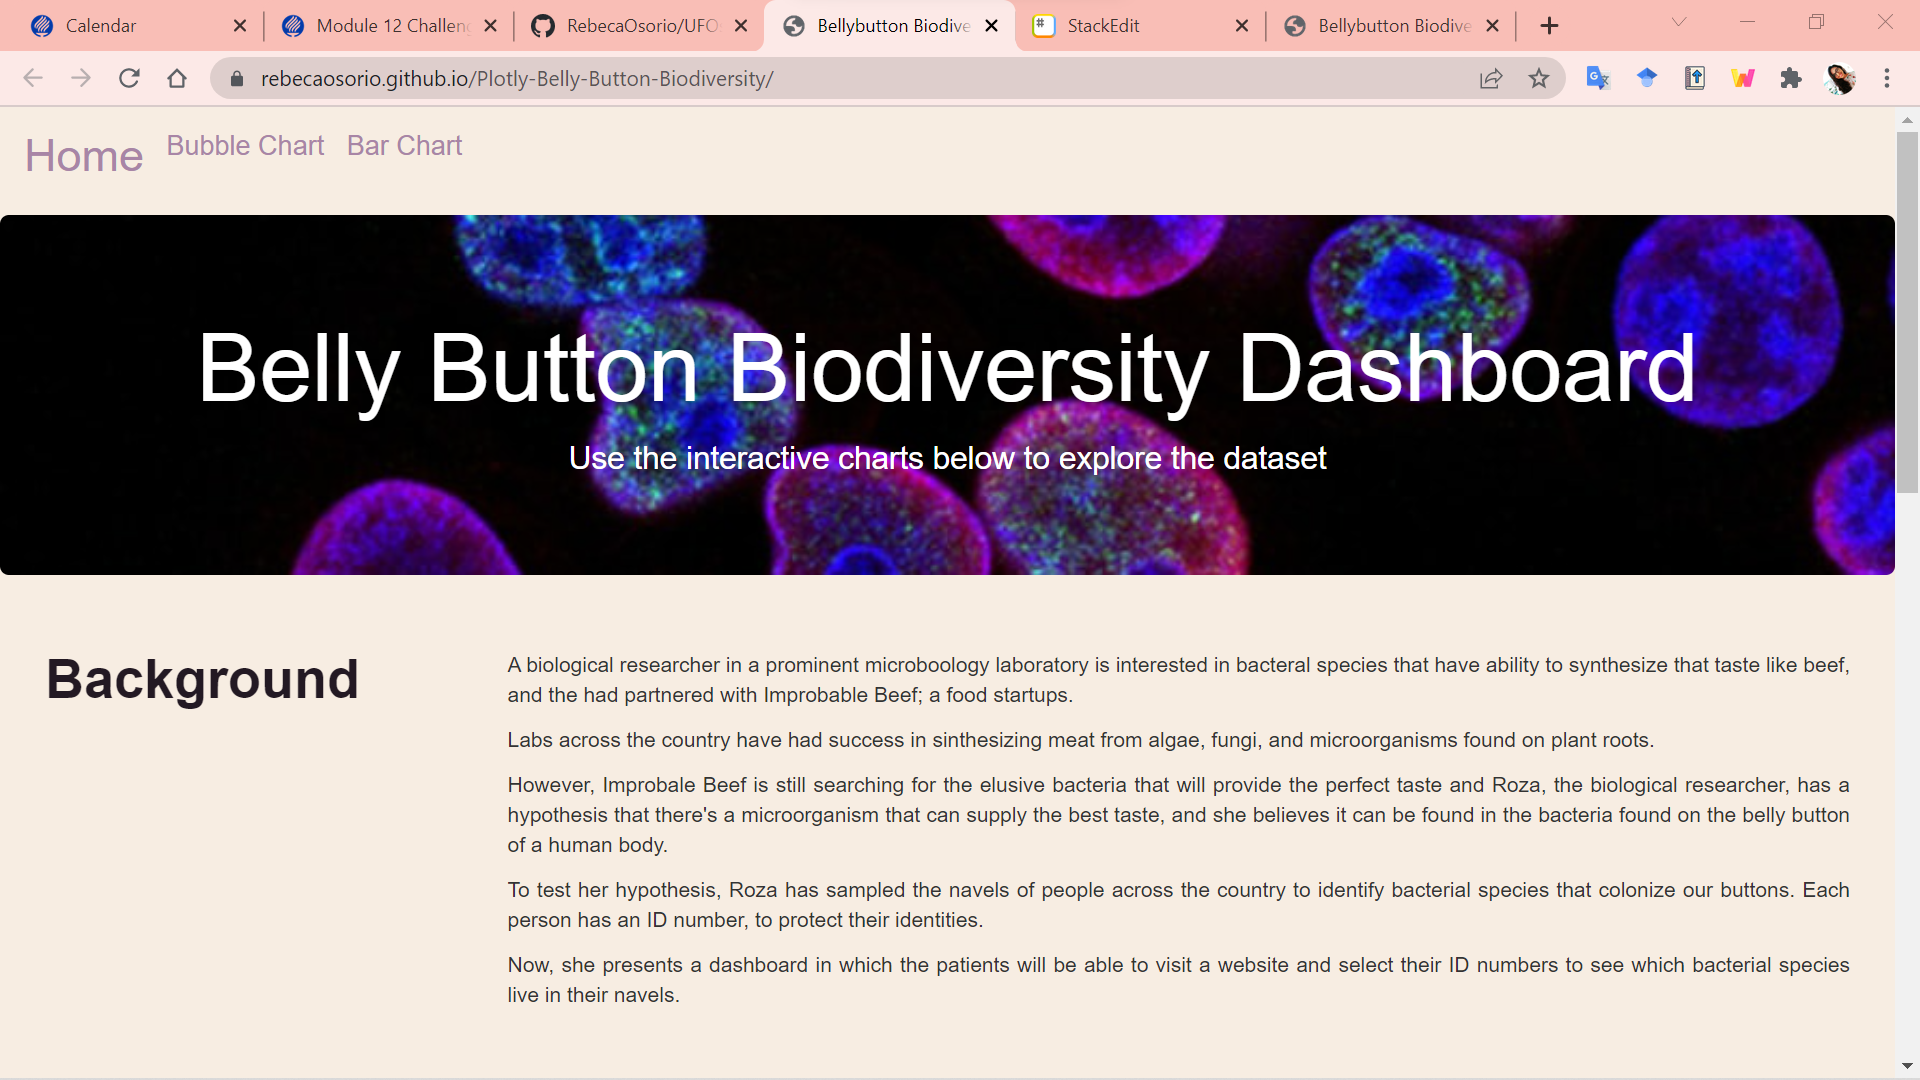 Calendar
Module 12 Challeng
RebecaOsorio/UFOs
Bellybutton Biodive
StackEdit
Bellybutton Biodive
rebecaosorio.github.io/Plotly-Belly-Button-Biodiversity/
Home Bubble Chart Bar Chart
Belly Button Biodiversity Dashboard
Use the interactive charts below to explore the dataset
Background
A biological researcher in a prominent microboology laboratory is interested in bacteral species that have ability to synthesize that taste like beef,
and the had partnered with Improbable Beef; a food startups.
Labs across the country have had success in sinthesizing meat from algae, fungi, and microorganisms found on plant roots.
However, Improbale Beef is still searching for the elusive bacteria that will provide the perfect taste and Roza, the biological researcher, has a
hypothesis that there's a microorganism that can supply the best taste, and she believes it can be found in the bacteria found on the belly button
of a human body.
To test her hypothesis, Roza has sampled the navels of people across the country to identify bacterial species that colonize our buttons. Each
person has an ID number, to protect their identities.
Now, she presents a dashboard in which the patients will be able to visit a website and select their ID numbers to see which bacterial species
live in their navels.